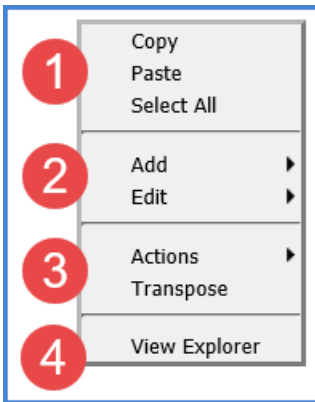 1
Copy
Paste
Select All
2
Add
Edit
3
Actions
Transpose
4
View Explorer